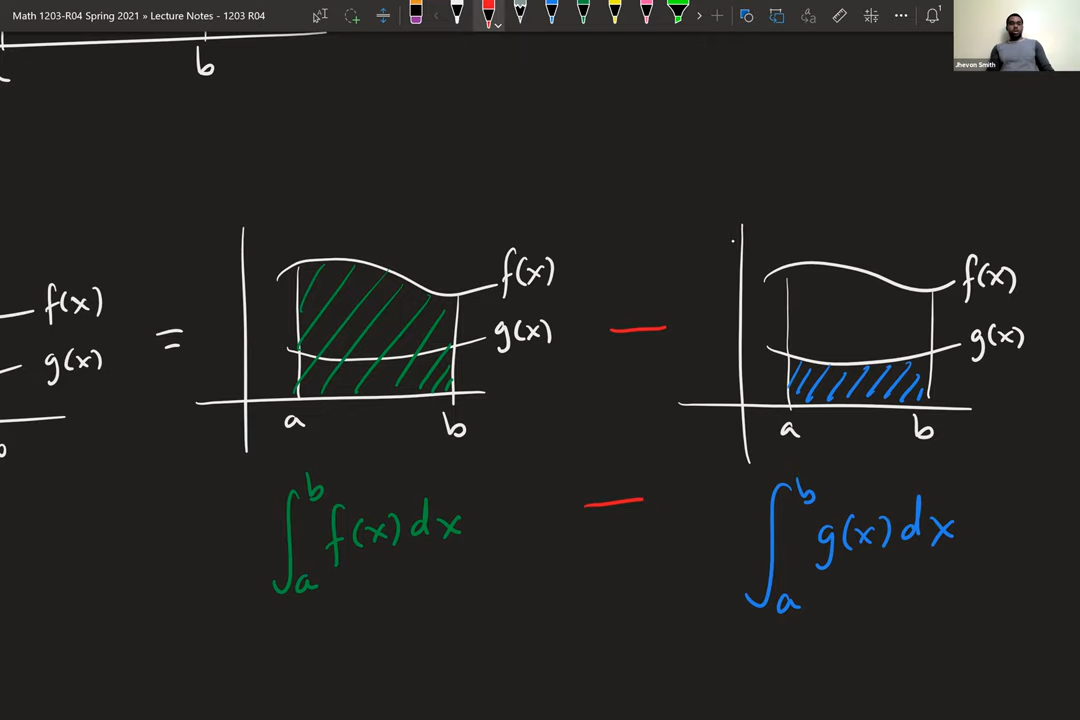 Math 1203-R04 Spring 2021 » Lecture Notes - 1203 R04
Jhevon Smith
b
f(x)
g(x)
=
f(x)
g(x)
a b
—
f(x)
g(x)
a b
∫ₐᵇ f(x) dx — ∫ₐᵇ g(x) dx